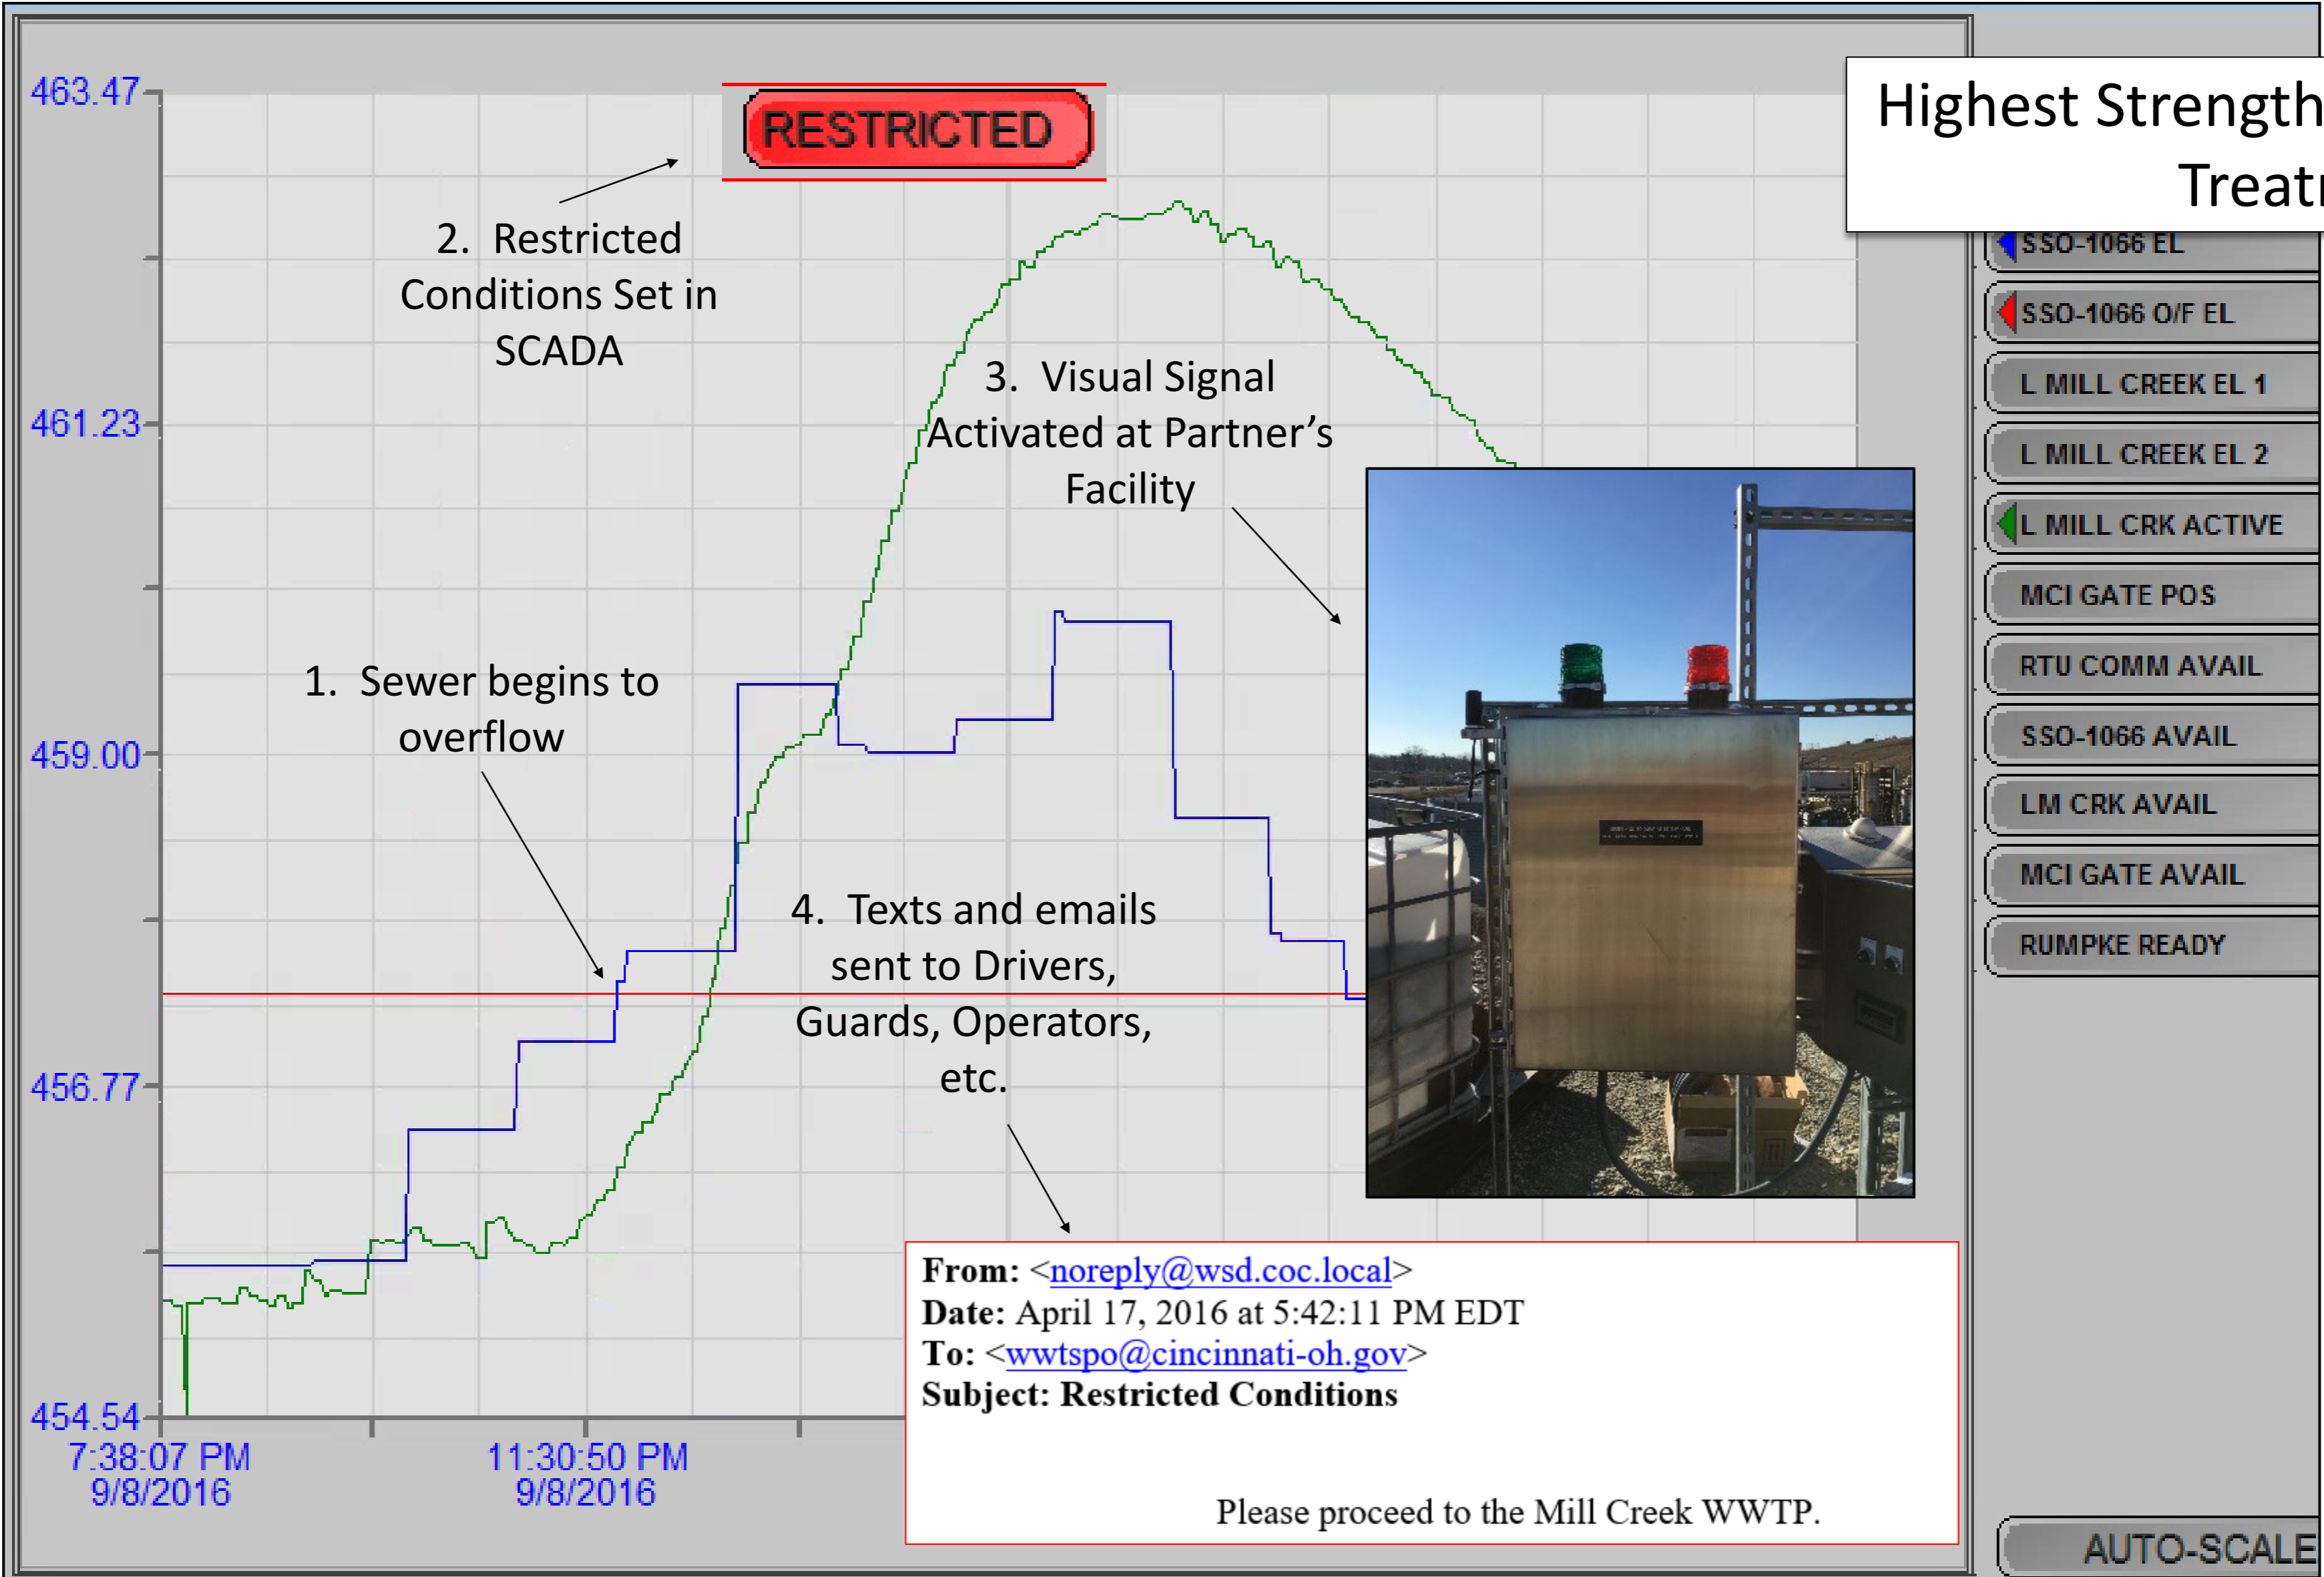 463.47
461.23
459.00
456.77
454.54
7:38:07 PM
9/8/2016
11:30:50 PM
9/8/2016
RESTRICTED
2. Restricted
Conditions Set in
SCADA
3. Visual Signal
Activated at Partner’s
Facility
1. Sewer begins to
overflow
4. Texts and emails
sent to Drivers,
Guards, Operators,
etc.
From: <noreply@wsd.coc.local>
Date: April 17, 2016 at 5:42:11 PM EDT
To: <wwtspo@cincinnati-oh.gov>
Subject: Restricted Conditions
Please proceed to the Mill Creek WWTP.
Highest Strength
Treat
SSO-1066 EL
SSO-1066 O/F EL
L MILL CREEK EL 1
L MILL CREEK EL 2
L MILL CRK ACTIVE
MCI GATE POS
RTU COMM AVAIL
SSO-1066 AVAIL
LM CRK AVAIL
MCI GATE AVAIL
RUMPKE READY
AUTO-SCALE